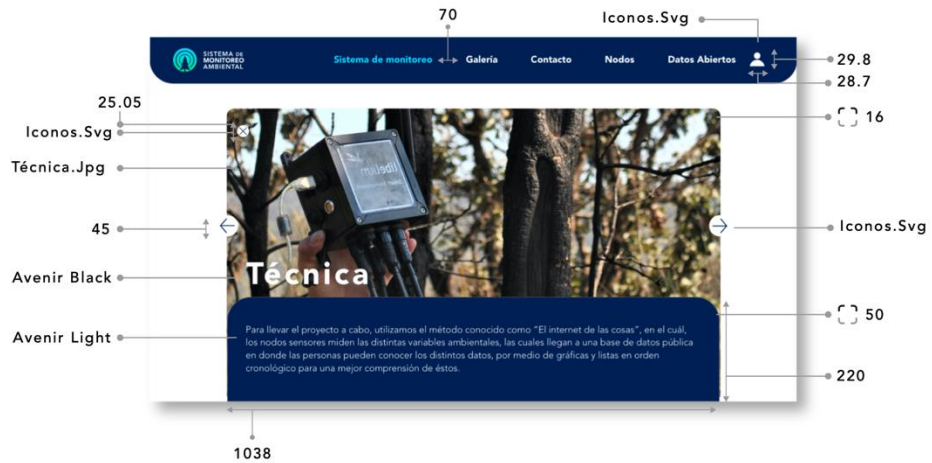 70
Iconos.Svg
SISTEMA DE
MONITOREO
AMBIENTAL
Sistema de monitoreo Galería Contacto Nodos Datos Abiertos
29.8
28.7
25.05
Iconos.Svg
16
Técnica.Jpg
libelium
45
Iconos.Svg
Avenir Black
Técnica
50
Avenir Light
Para llevar el proyecto a cabo, utilizamos el método conocido como “El internet de las cosas”, en el cuál,
los nodos sensores miden las distintas variables ambientales, las cuales llegan a una base de datos pública
en donde las personas pueden conocer los distintos datos, por medio de gráficas y listas en orden
cronológico para una mejor comprensión de éstos.
220
1038